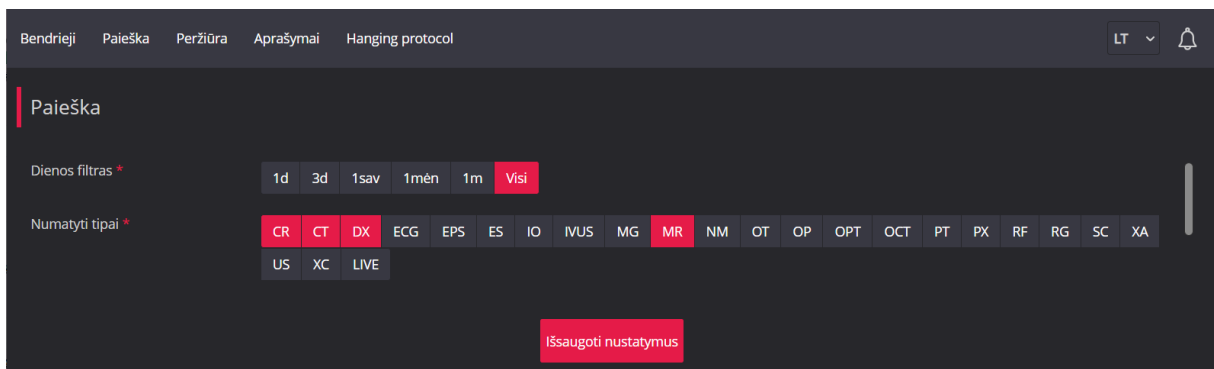 Bendrieji Paieška Peržiūra Aprašymai Hanging protocol LT
Paieška
Dienos filtras * 1d 3d 1sav 1mėn 1m Visi
Numatyti tipai * CR CT DX ECG EPS ES IO IVUS MG MR NM OT OP OPT OCT PT PX RF RG SC XA
US XC LIVE
Išsaugoti nustatymus